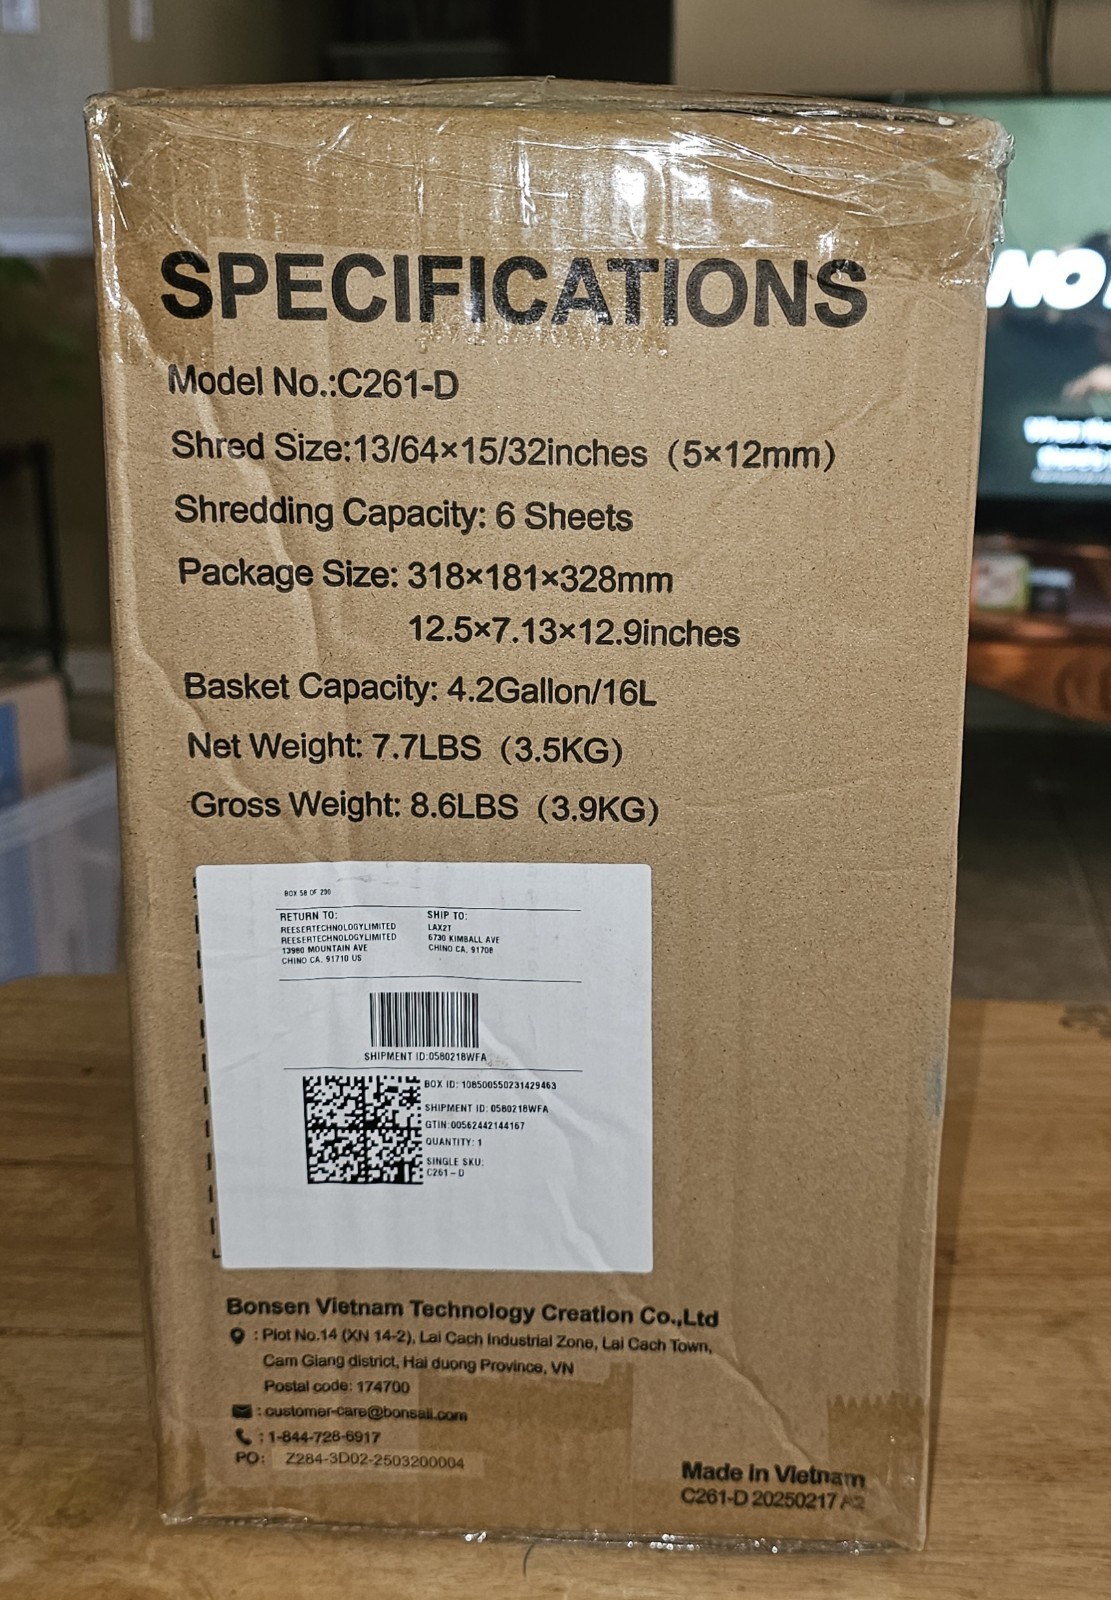 SPECIFICATIONS
Model No.:C261-D
Shred Size:13/64×15/32inches（5×12mm）
Shredding Capacity: 6 Sheets
Package Size: 318×181×328mm
12.5×7.13×12.9inches
Basket Capacity: 4.2Gallon/16L
Net Weight: 7.7LBS（3.5KG）
Gross Weight: 8.6LBS（3.9KG）
BOX 58 OF 230
RETURN TO:
REESERTECHNOLOGYLIMITED
REESERTECHNOLOGYLIMITED
13980 MOUNTAIN AVE
CHINO CA. 91710 US
SHIP TO:
LAX2T
6730 KIMBALL AVE
CHINO CA. 91708
SHIPMENT ID:0580218WFA
BOX ID: 108500550231429463
SHIPMENT ID: 0580218WFA
GTIN:00562442144167
QUANTITY: 1
SINGLE SKU:
C261-D
Bonsen Vietnam Technology Creation Co.,Ltd
: Plot No.14 (XN 14-2), Lai Cach Industrial Zone, Lai Cach Town,
Cam Giang district, Hai duong Province, VN
Postal code: 174700
: customer-care@bonsaii.com
: 1-844-728-6917
PO: Z284-3D02-2503200004
Made in Vietnam
C261-D 20250217 A2
NO